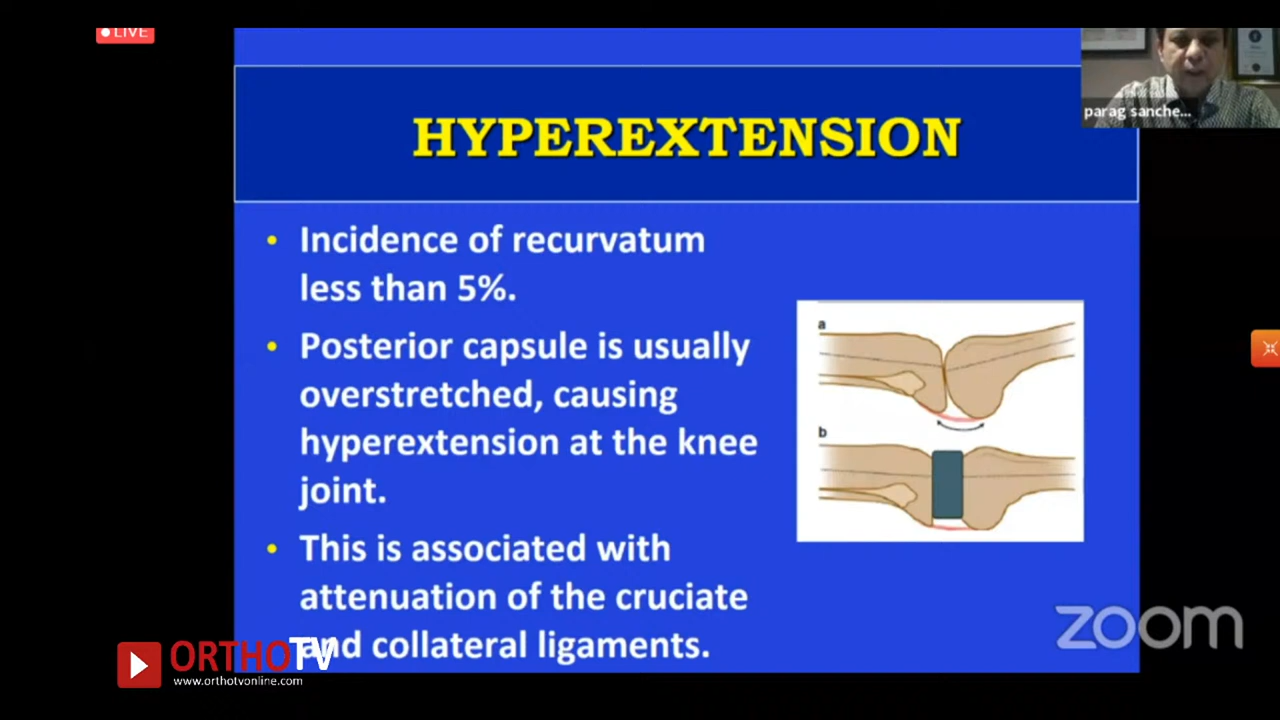 LIVE
parag sanche...
HYPEREXTENSION
• Incidence of recurvatum
less than 5%.
• Posterior capsule is usually
overstretched, causing
hyperextension at the knee
joint.
• This is associated with
attenuation of the cruciate
and collateral ligaments.
a
b
zoom
ORTHOTV
www.orthotvonline.com